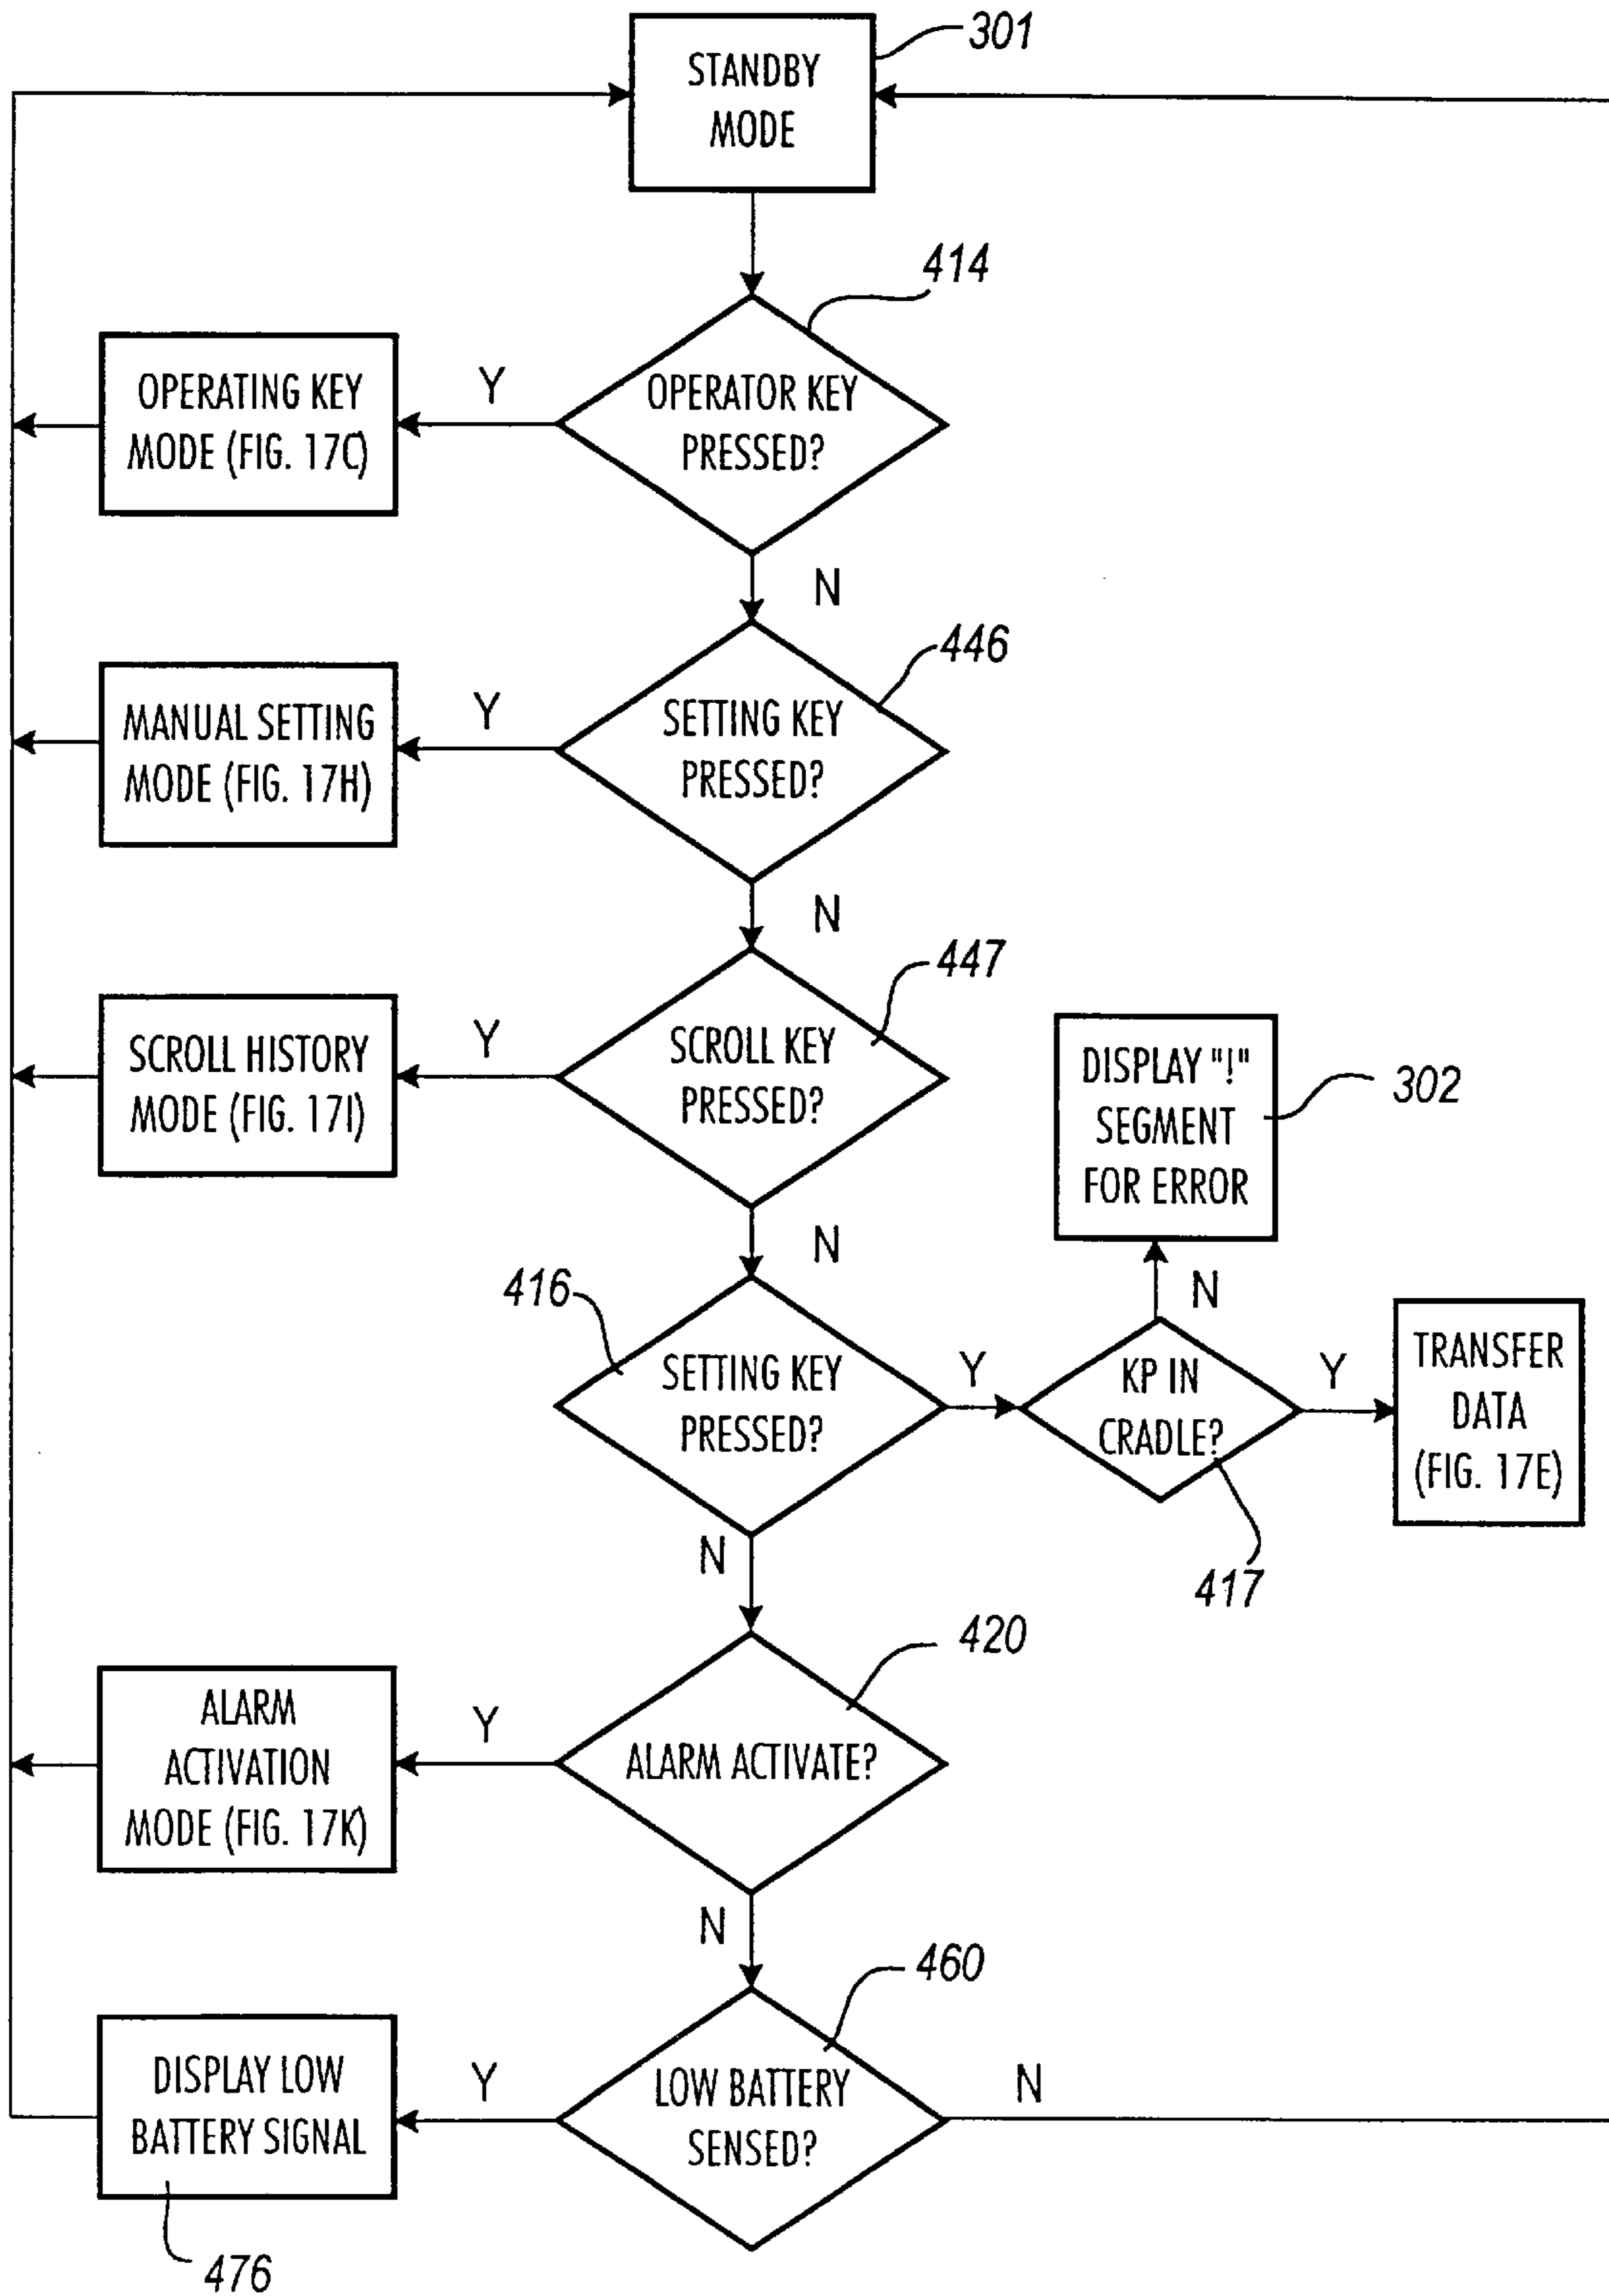 301
STANDBY
MODE
414
OPERATING KEY
MODE (FIG. 17C)
Y
OPERATOR KEY
PRESSED?
N
446
MANUAL SETTING
MODE (FIG. 17H)
Y
SETTING KEY
PRESSED?
N
447
SCROLL HISTORY
MODE (FIG. 17I)
Y
SCROLL KEY
PRESSED?
DISPLAY "!"
SEGMENT
FOR ERROR
302
N
416
SETTING KEY
PRESSED?
Y
N
KP IN
CRADLE?
Y
TRANSFER
DATA
(FIG. 17E)
417
N
420
ALARM
ACTIVATION
MODE (FIG. 17K)
Y
ALARM ACTIVATE?
N
460
DISPLAY LOW
BATTERY SIGNAL
Y
LOW BATTERY
SENSED?
N
476